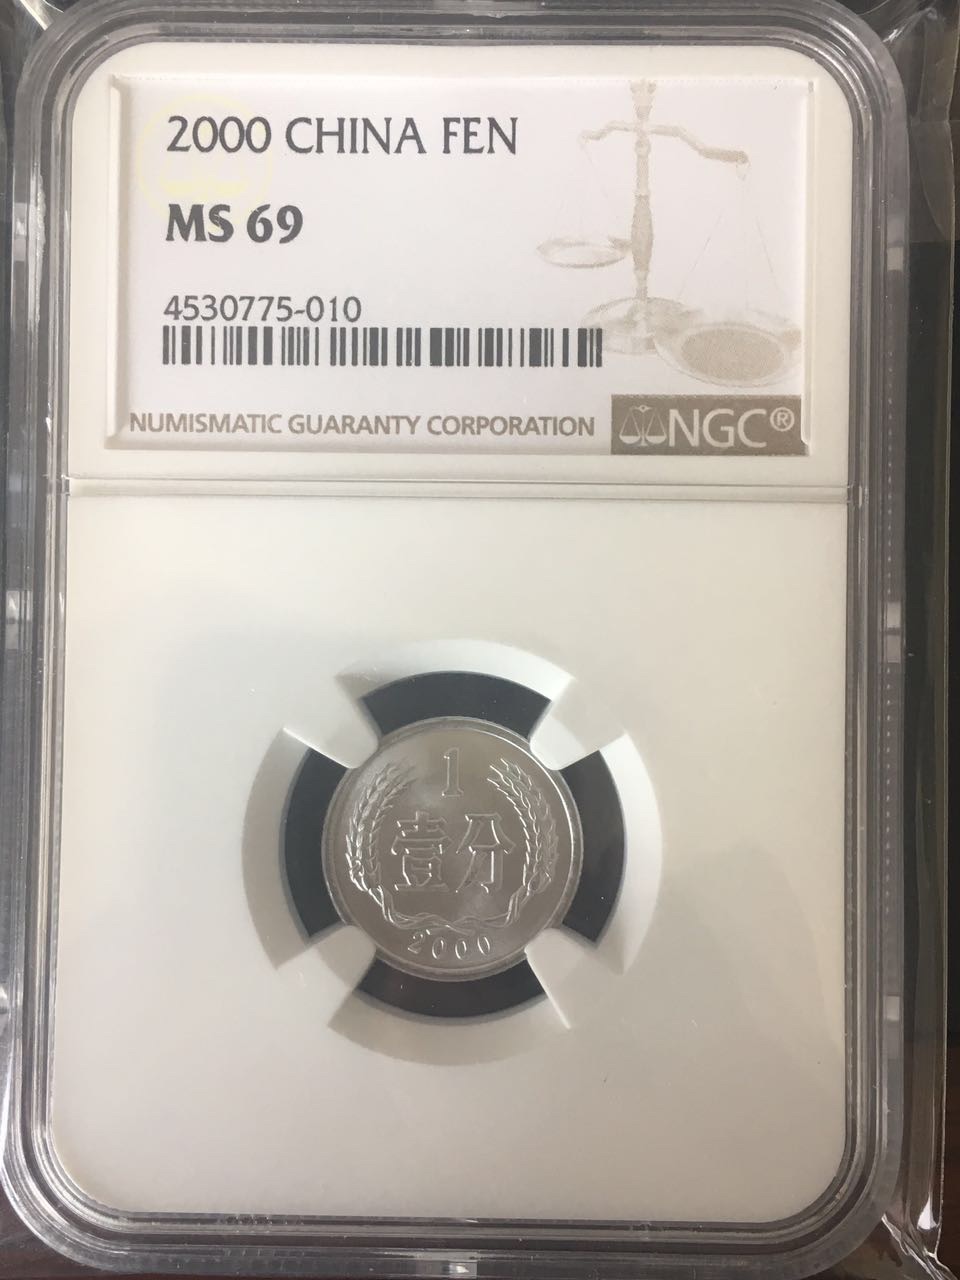 2000 CHINA FEN
MS 69
4530775-010
NUMISMATIC GUARANTY CORPORATION
NGC®
1
壹分
2000